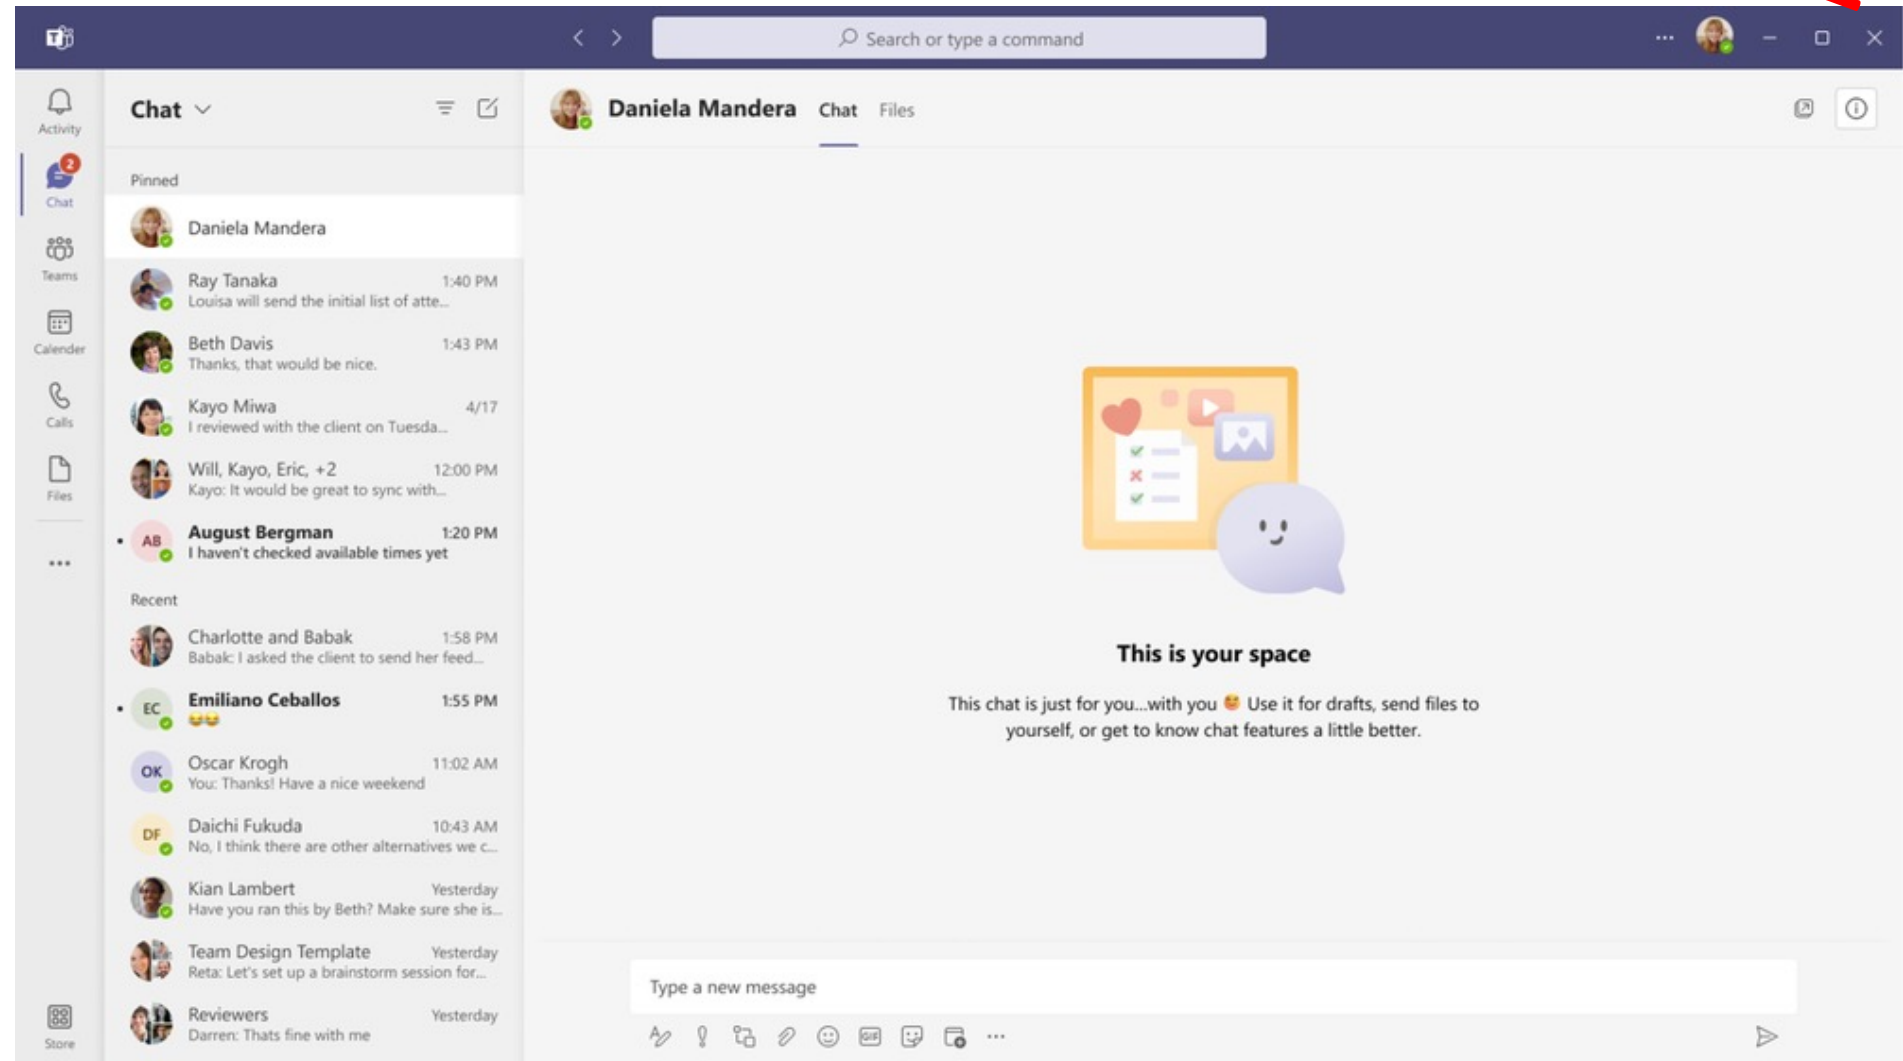 Search or type a command
Activity
Chat
2
Teams
Calender
Calls
Files
Store
Chat
Pinned
Daniela Mandera
Ray Tanaka 1:40 PM
Louisa will send the initial list of atte...
Beth Davis 1:43 PM
Thanks, that would be nice.
Kayo Miwa 4/17
I reviewed with the client on Tuesda...
Will, Kayo, Eric, +2 12:00 PM
Kayo: It would be great to sync with...
AB
August Bergman 1:20 PM
I haven't checked available times yet
Recent
Charlotte and Babak 1:58 PM
Babak: I asked the client to send her feed...
EC
Emiliano Ceballos 1:55 PM
😂😂
OK
Oscar Krogh 11:02 AM
You: Thanks! Have a nice weekend
DF
Daichi Fukuda 10:43 AM
No, I think there are other alternatives we c...
Kian Lambert Yesterday
Have you ran this by Beth? Make sure she is...
Team Design Template Yesterday
Reta: Let's set up a brainstorm session for...
Reviewers Yesterday
Darren: Thats fine with me
Daniela Mandera Chat Files
This is your space
This chat is just for you...with you 🥰 Use it for drafts, send files to
yourself, or get to know chat features a little better.
Type a new message
GIF